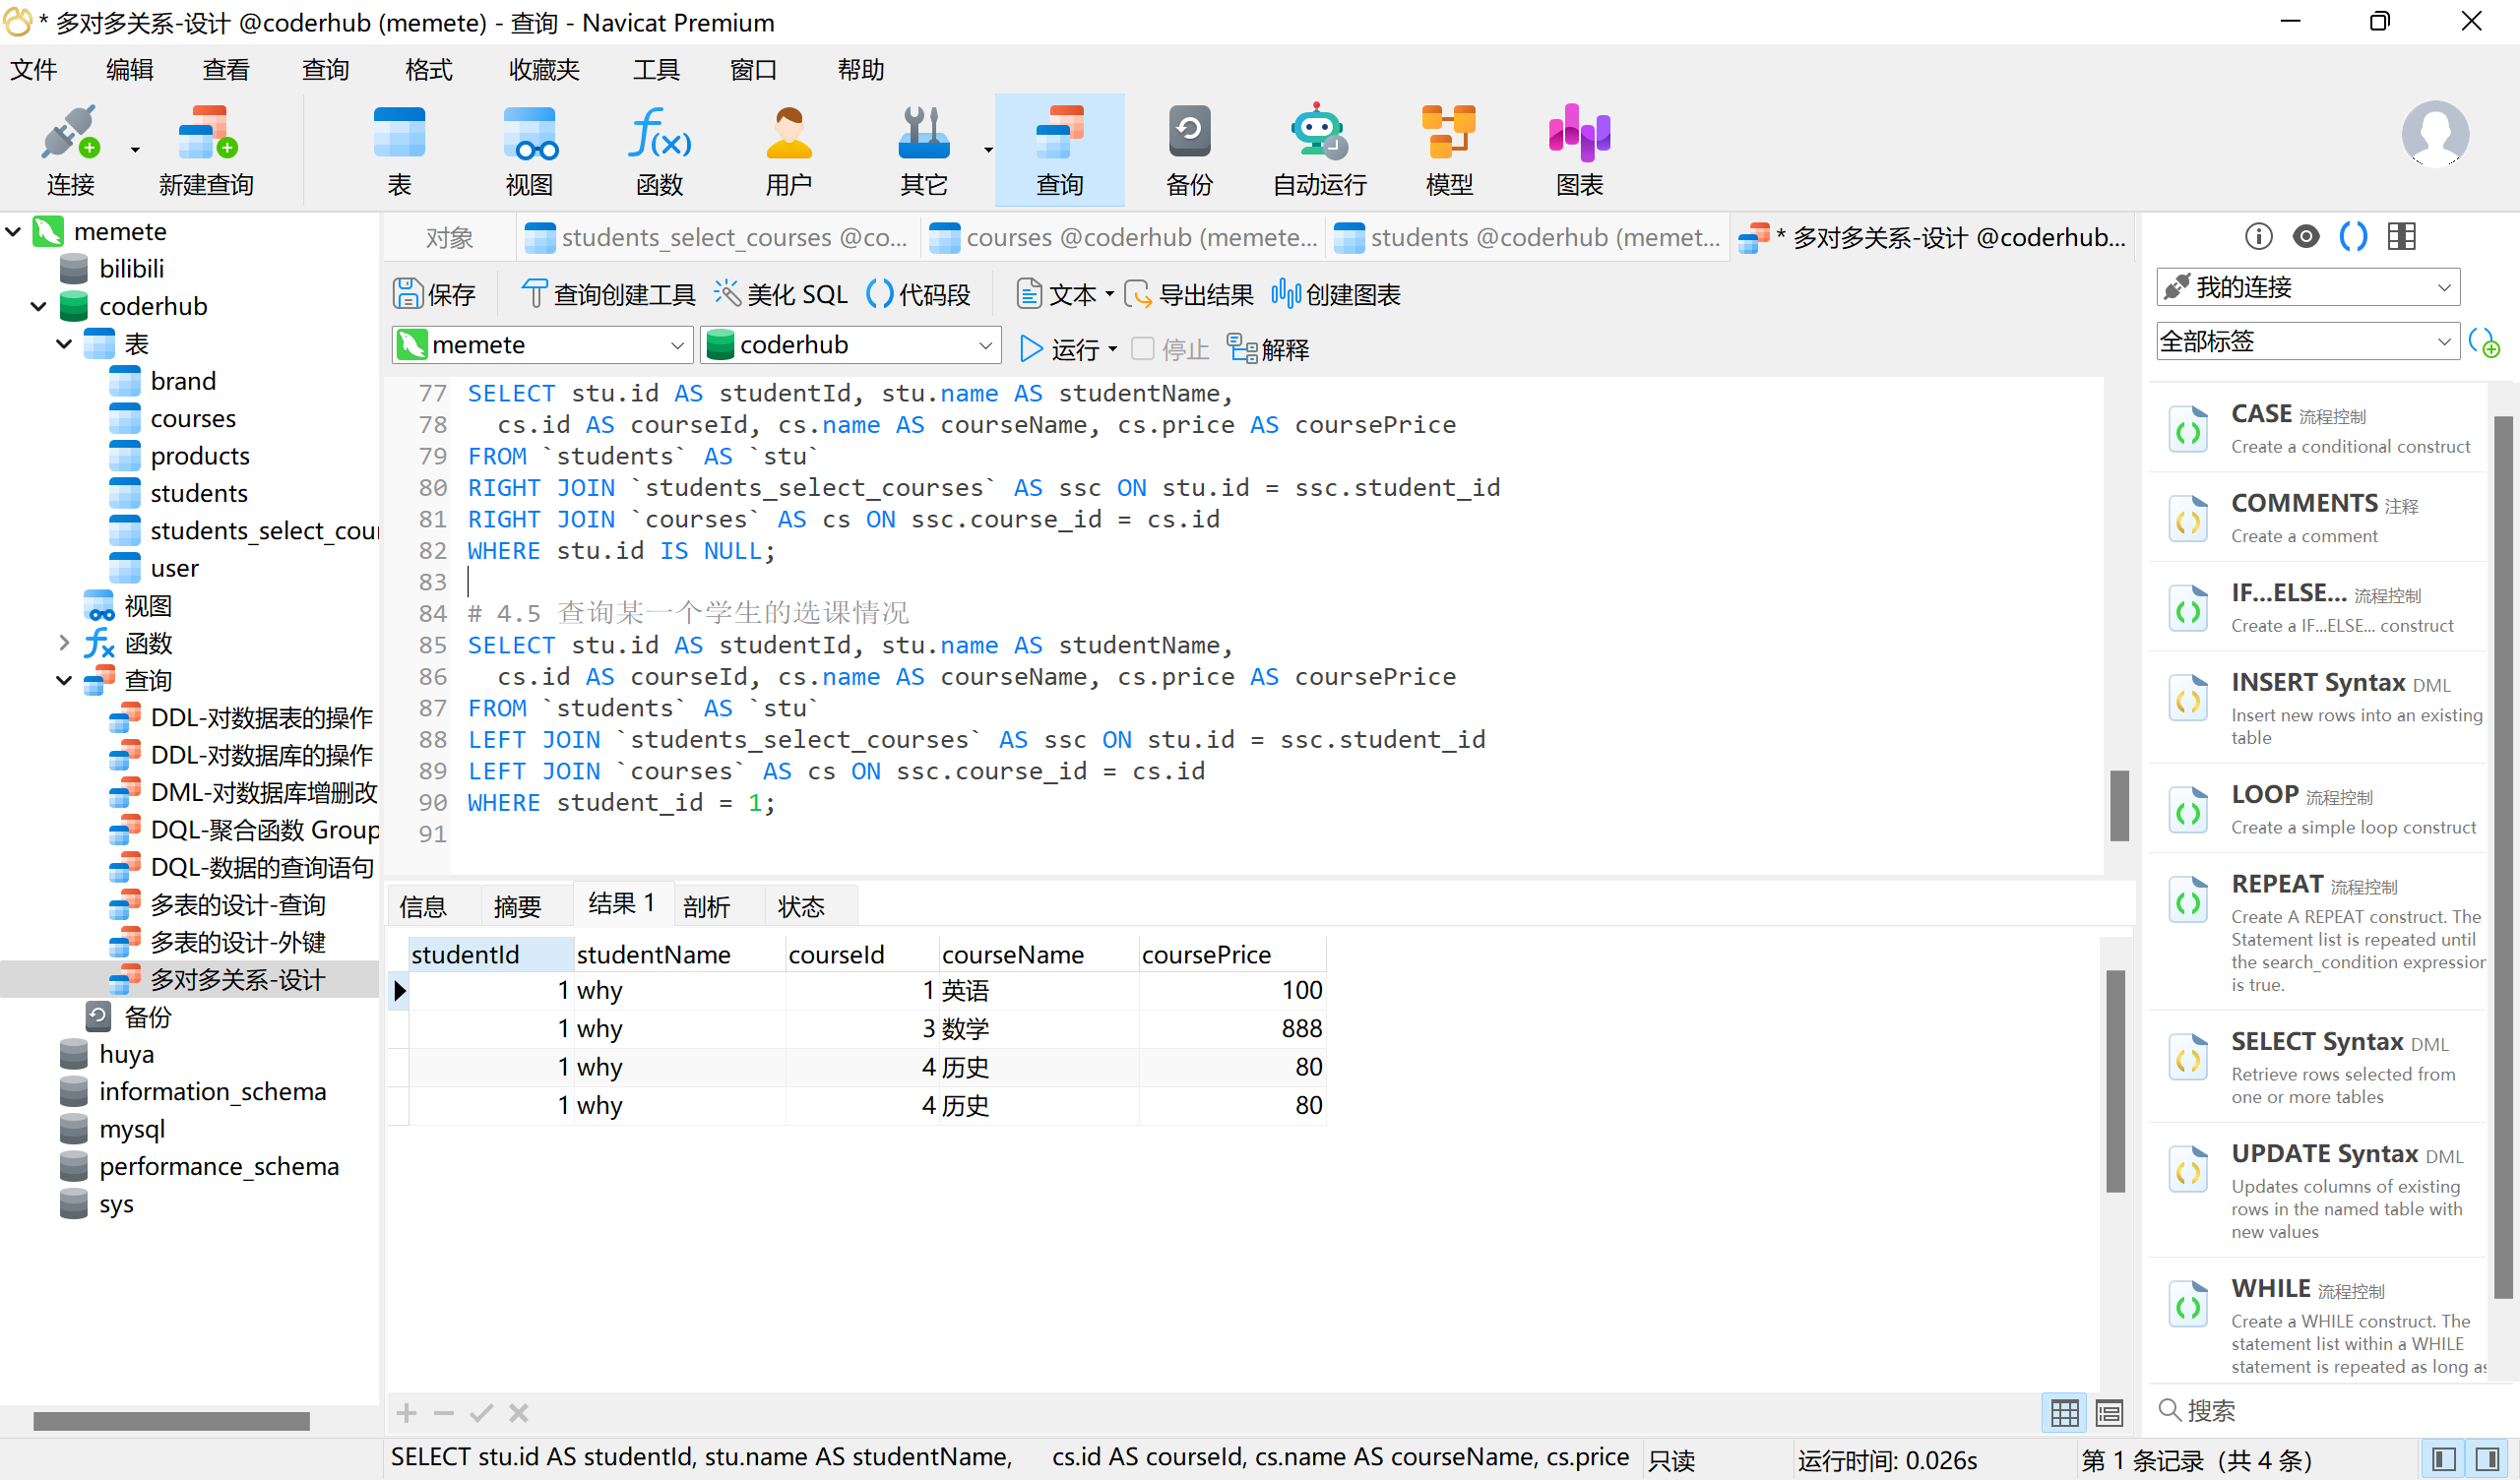 * 多对多关系-设计 @coderhub (memete) - 查询 - Navicat Premium
文件 编辑 查看 查询 格式 收藏夹 工具 窗口 帮助
连接 新建查询 表 视图 函数 用户 其它 查询 备份 自动运行 模型 图表
memete
bilibili
coderhub
表
brand
courses
products
students
students_select_cou
user
视图
函数
查询
DDL-对数据表的操作
DDL-对数据库的操作
DML-对数据库增删改
DQL-聚合函数 Group
DQL-数据的查询语句
多表的设计-查询
多表的设计-外键
多对多关系-设计
备份
huya
information_schema
mysql
performance_schema
sys
对象 students_select_courses @co... courses @coderhub (memete... students @coderhub (memet... * 多对多关系-设计 @coderhub...
保存 查询创建工具 美化 SQL 代码段 文本 导出结果 创建图表
memete coderhub 运行 停止 解释
77 SELECT stu.id AS studentId, stu.name AS studentName,
78 cs.id AS courseId, cs.name AS courseName, cs.price AS coursePrice
79 FROM `students` AS `stu`
80 RIGHT JOIN `students_select_courses` AS ssc ON stu.id = ssc.student_id
81 RIGHT JOIN `courses` AS cs ON ssc.course_id = cs.id
82 WHERE stu.id IS NULL;
83
84 # 4.5 查询某一个学生的选课情况
85 SELECT stu.id AS studentId, stu.name AS studentName,
86 cs.id AS courseId, cs.name AS courseName, cs.price AS coursePrice
87 FROM `students` AS `stu`
88 LEFT JOIN `students_select_courses` AS ssc ON stu.id = ssc.student_id
89 LEFT JOIN `courses` AS cs ON ssc.course_id = cs.id
90 WHERE student_id = 1;
91
信息 摘要 结果 1 剖析 状态
studentId studentName courseId courseName coursePrice
1 why 1 英语 100
1 why 3 数学 888
1 why 4 历史 80
1 why 4 历史 80
我的连接
全部标签
CASE 流程控制
Create a conditional construct
COMMENTS 注释
Create a comment
IF...ELSE... 流程控制
Create a IF...ELSE... construct
INSERT Syntax DML
Insert new rows into an existing
table
LOOP 流程控制
Create a simple loop construct
REPEAT 流程控制
Create A REPEAT construct. The
Statement list is repeated until
the search_condition expression
is true.
SELECT Syntax DML
Retrieve rows selected from
one or more tables
UPDATE Syntax DML
Updates columns of existing
rows in the named table with
new values
WHILE 流程控制
Create a WHILE construct. The
statement list within a WHILE
statement is repeated as long as
搜索
SELECT stu.id AS studentId, stu.name AS studentName, cs.id AS courseId, cs.name AS courseName, cs.price 只读 运行时间: 0.026s 第 1 条记录 (共 4 条)